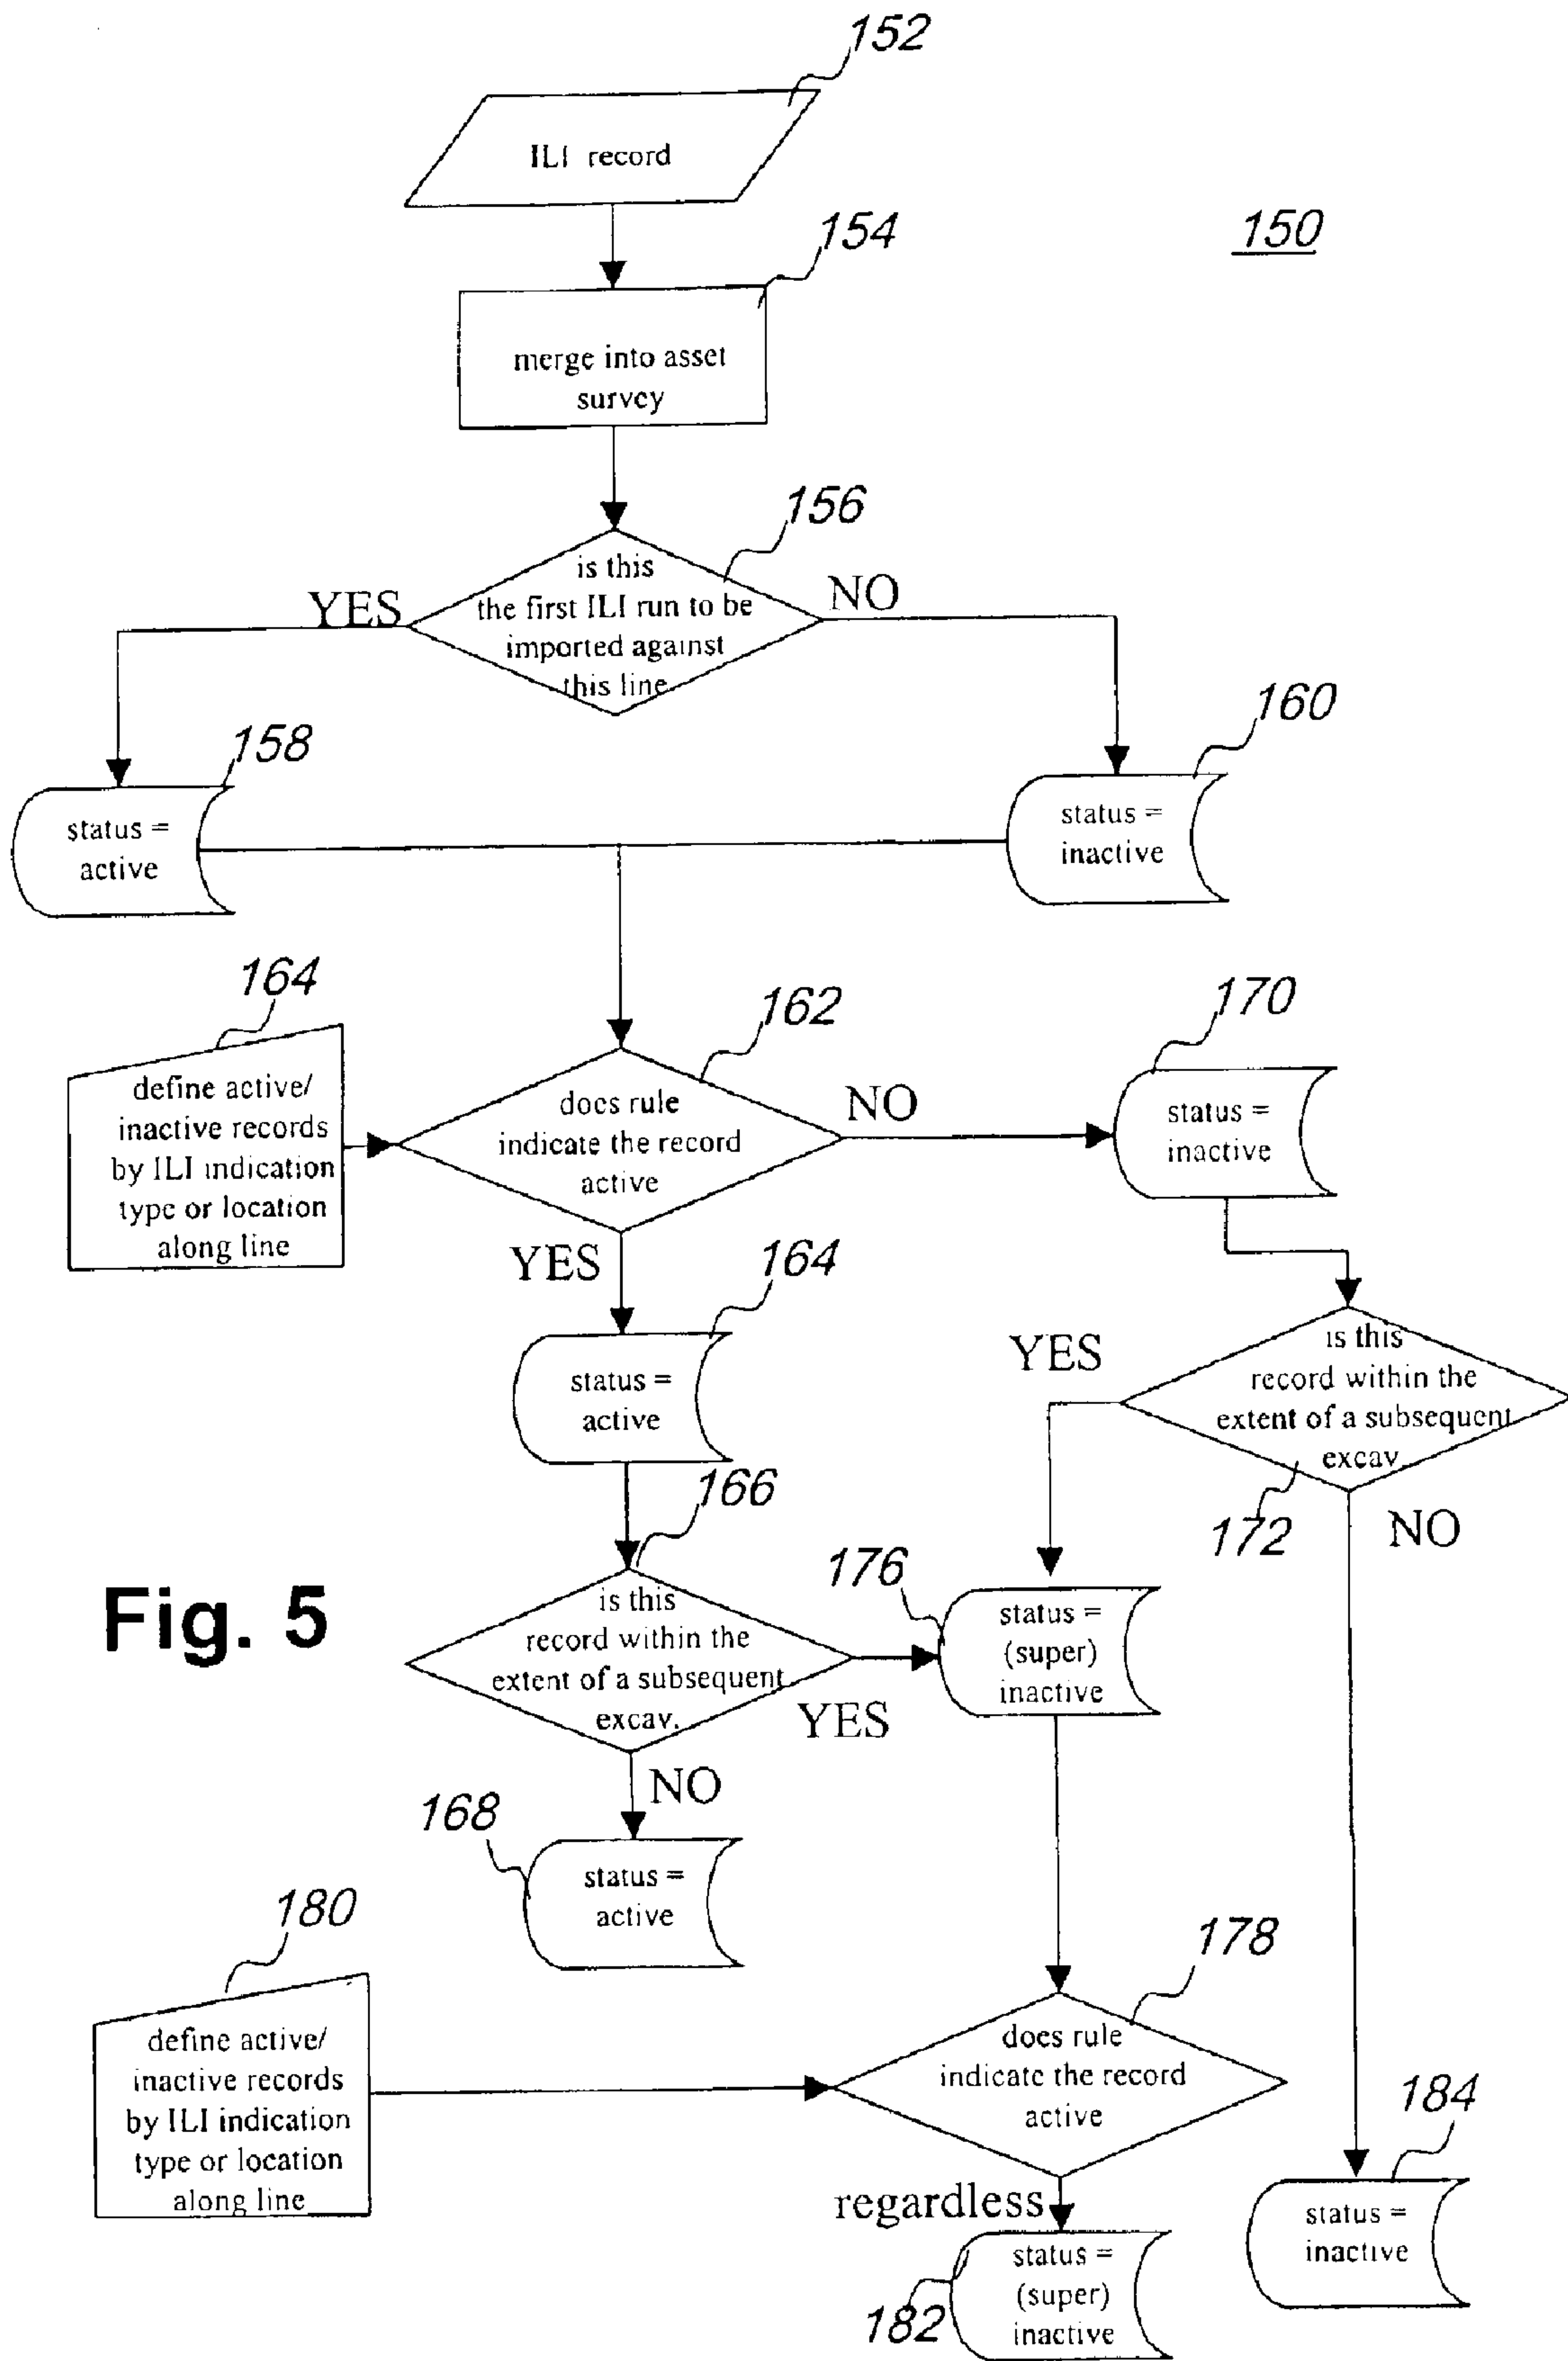 152
ILI record
154
150
merge into asset
survey
156
is this
the first ILI run to be
imported against
this line
YES
NO
158
160
status =
active
status =
inactive
164
162
170
define active/
inactive records
by ILI indication
type or location
along line
does rule
indicate the record
active
NO
status =
inactive
YES
164
status =
active
is this
record within the
extent of a subsequent
excav.
YES
172
NO
166
176
Fig. 5
is this
record within the
extent of a subsequent
excav.
YES
status =
(super)
inactive
NO
168
status =
active
180
178
define active/
inactive records
by ILI indication
type or location
along line
does rule
indicate the record
active
184
regardless
status =
inactive
status =
(super)
inactive
182